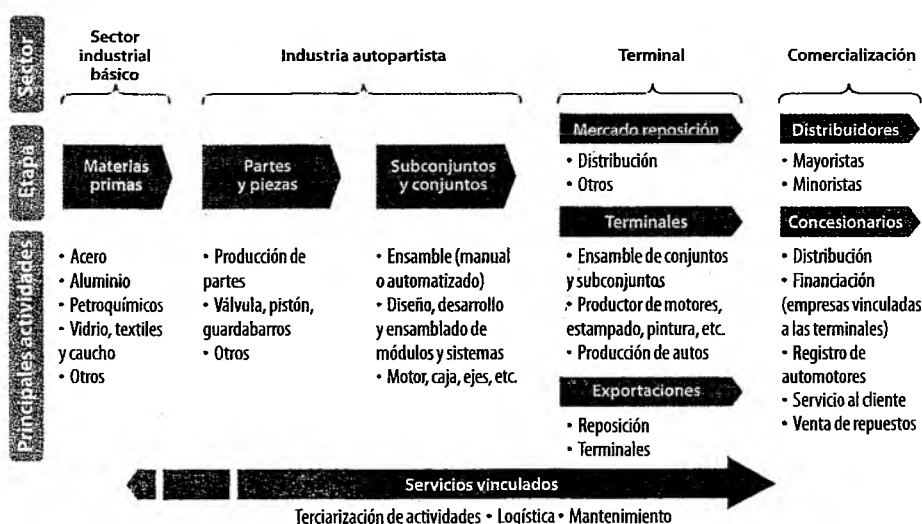 Sector
Sector
industrial
básico
Industria autopartista
Terminal
Comercialización
Etapa
Materias
primas
Partes
y piezas
Subconjuntos
y conjuntos
Mercado reposición
• Distribución
• Otros
Distribuidores
• Mayoristas
• Minoristas
Principales actividades
• Acero
• Aluminio
• Petroquímicos
• Vidrio, textiles
y caucho
• Otros
• Producción de
partes
• Válvula, pistón,
guardabarros
• Otros
• Ensamble (manual
o automatizado)
• Diseño, desarrollo
y ensamblado de
módulos y sistemas
• Motor, caja, ejes, etc.
Terminales
• Ensamble de conjuntos
y subconjuntos
• Productor de motores,
estampado, pintura, etc.
• Producción de autos
Exportaciones
• Reposición
• Terminales
Concesionarios
• Distribución
• Financiación
(empresas vinculadas
a las terminales)
• Registro de
automotores
• Servicio al cliente
• Venta de repuestos
Servicios vinculados
Terciarización de actividades • Logística • Mantenimiento